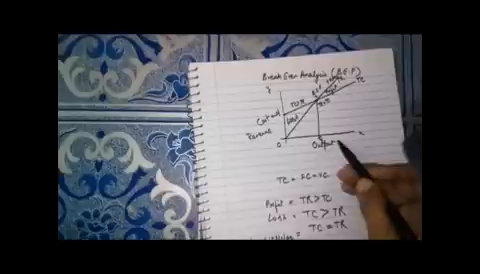 Break Even Analysis (B.E.P)
y
TC
Cost and
Loss
Revenue
O
x
Output
TC = FC+VC
Profit = TR>TC
Loss = TC > TR
TC = TR